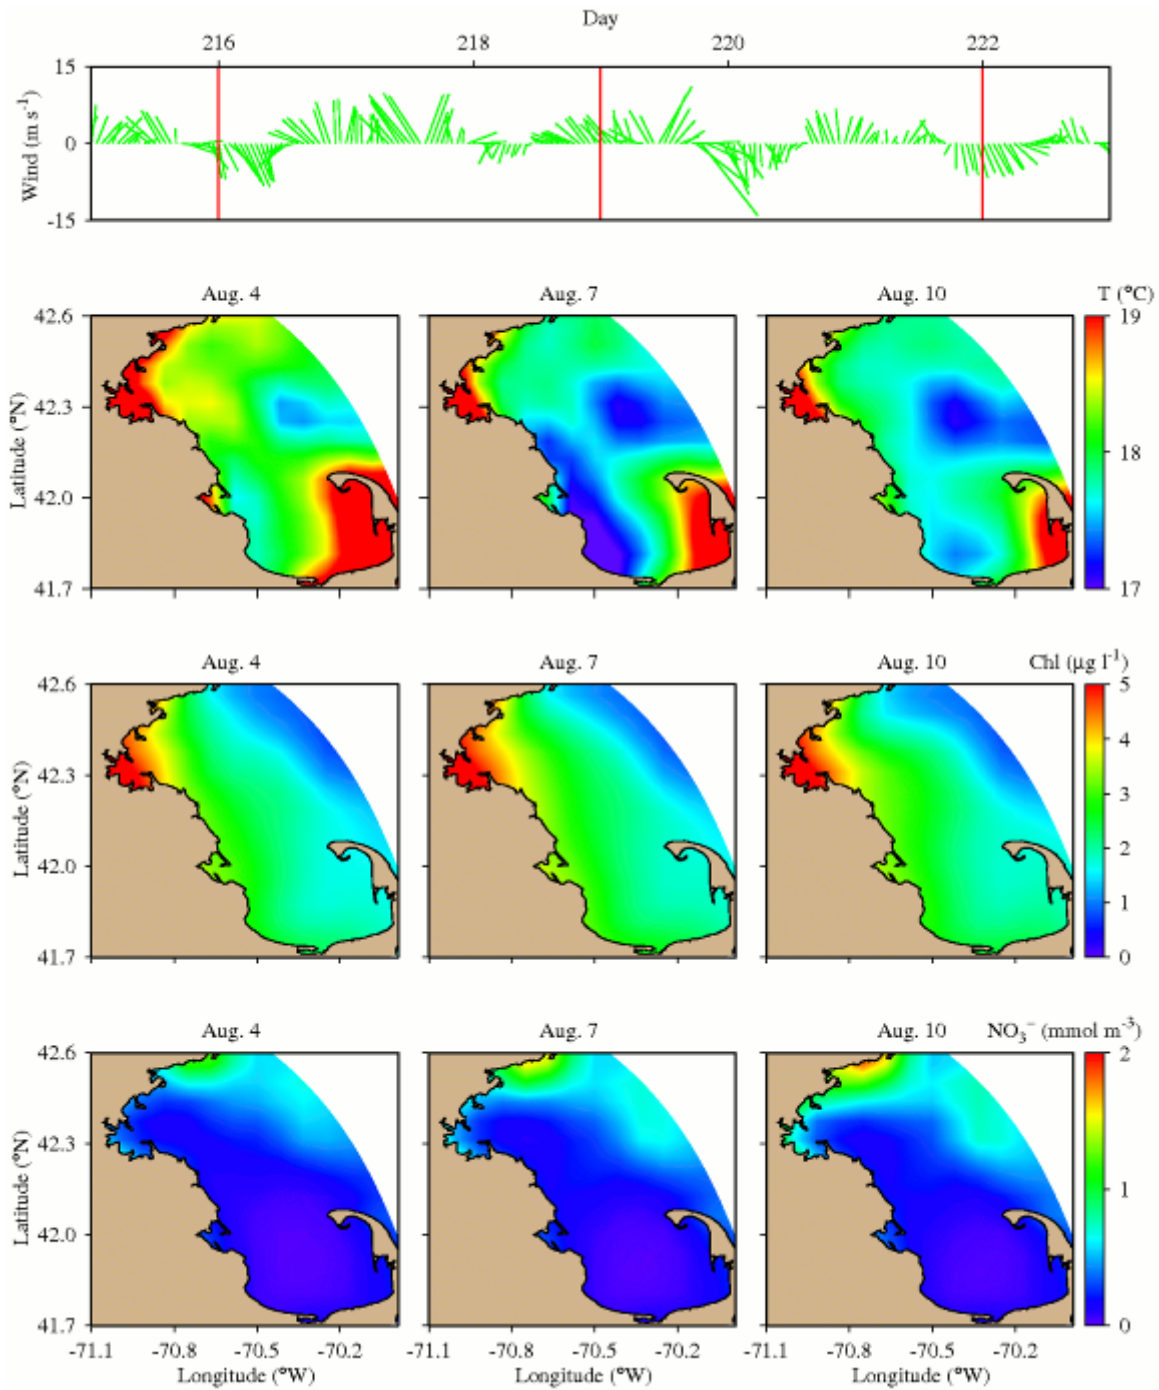 Day
216 218 220 222
15
0
-15
Wind (m s⁻¹)
Aug. 4 Aug. 7 Aug. 10 T (°C)
42.6
42.3
42.0
41.7
Latitude (°N)
19
18
17
Aug. 4 Aug. 7 Aug. 10 Chl (µg l⁻¹)
42.6
42.3
42.0
41.7
Latitude (°N)
5
4
3
2
1
0
Aug. 4 Aug. 7 Aug. 10 NO₃⁻ (mmol m⁻³)
42.6
42.3
42.0
41.7
Latitude (°N)
2
1
0
-71.1 -70.8 -70.5 -70.2 -71.1 -70.8 -70.5 -70.2 -71.1 -70.8 -70.5 -70.2
Longitude (°W) Longitude (°W) Longitude (°W)